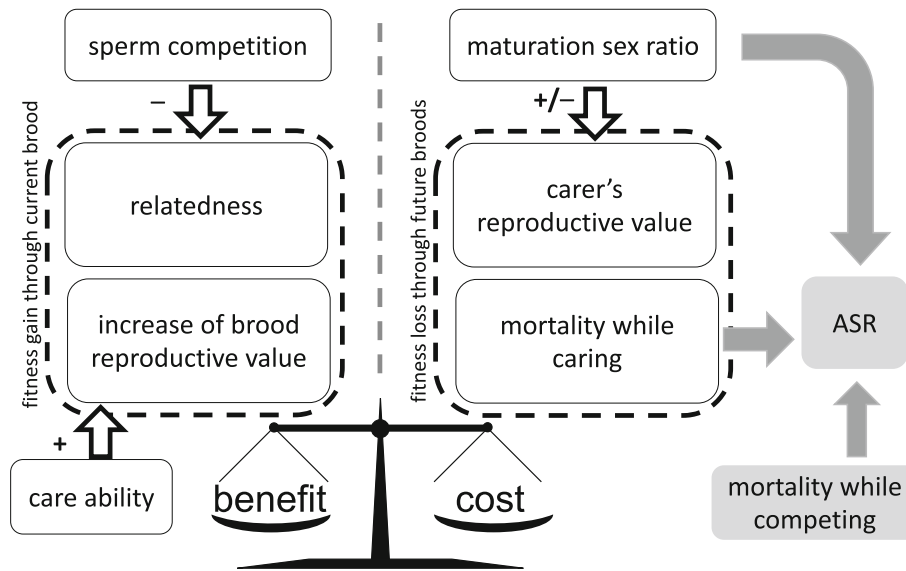 sperm competition
–
fitness gain through current brood
relatedness
increase of brood
reproductive value
+
care ability
benefit
maturation sex ratio
+/–
fitness loss through future broods
carer's
reproductive value
mortality while
caring
cost
ASR
mortality while
competing